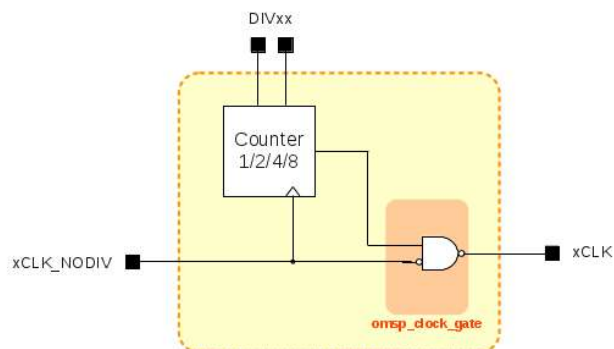 DIVxx
Counter
1/2/4/8
xCLK_NODIV
xCLK
omsp_clock_gate